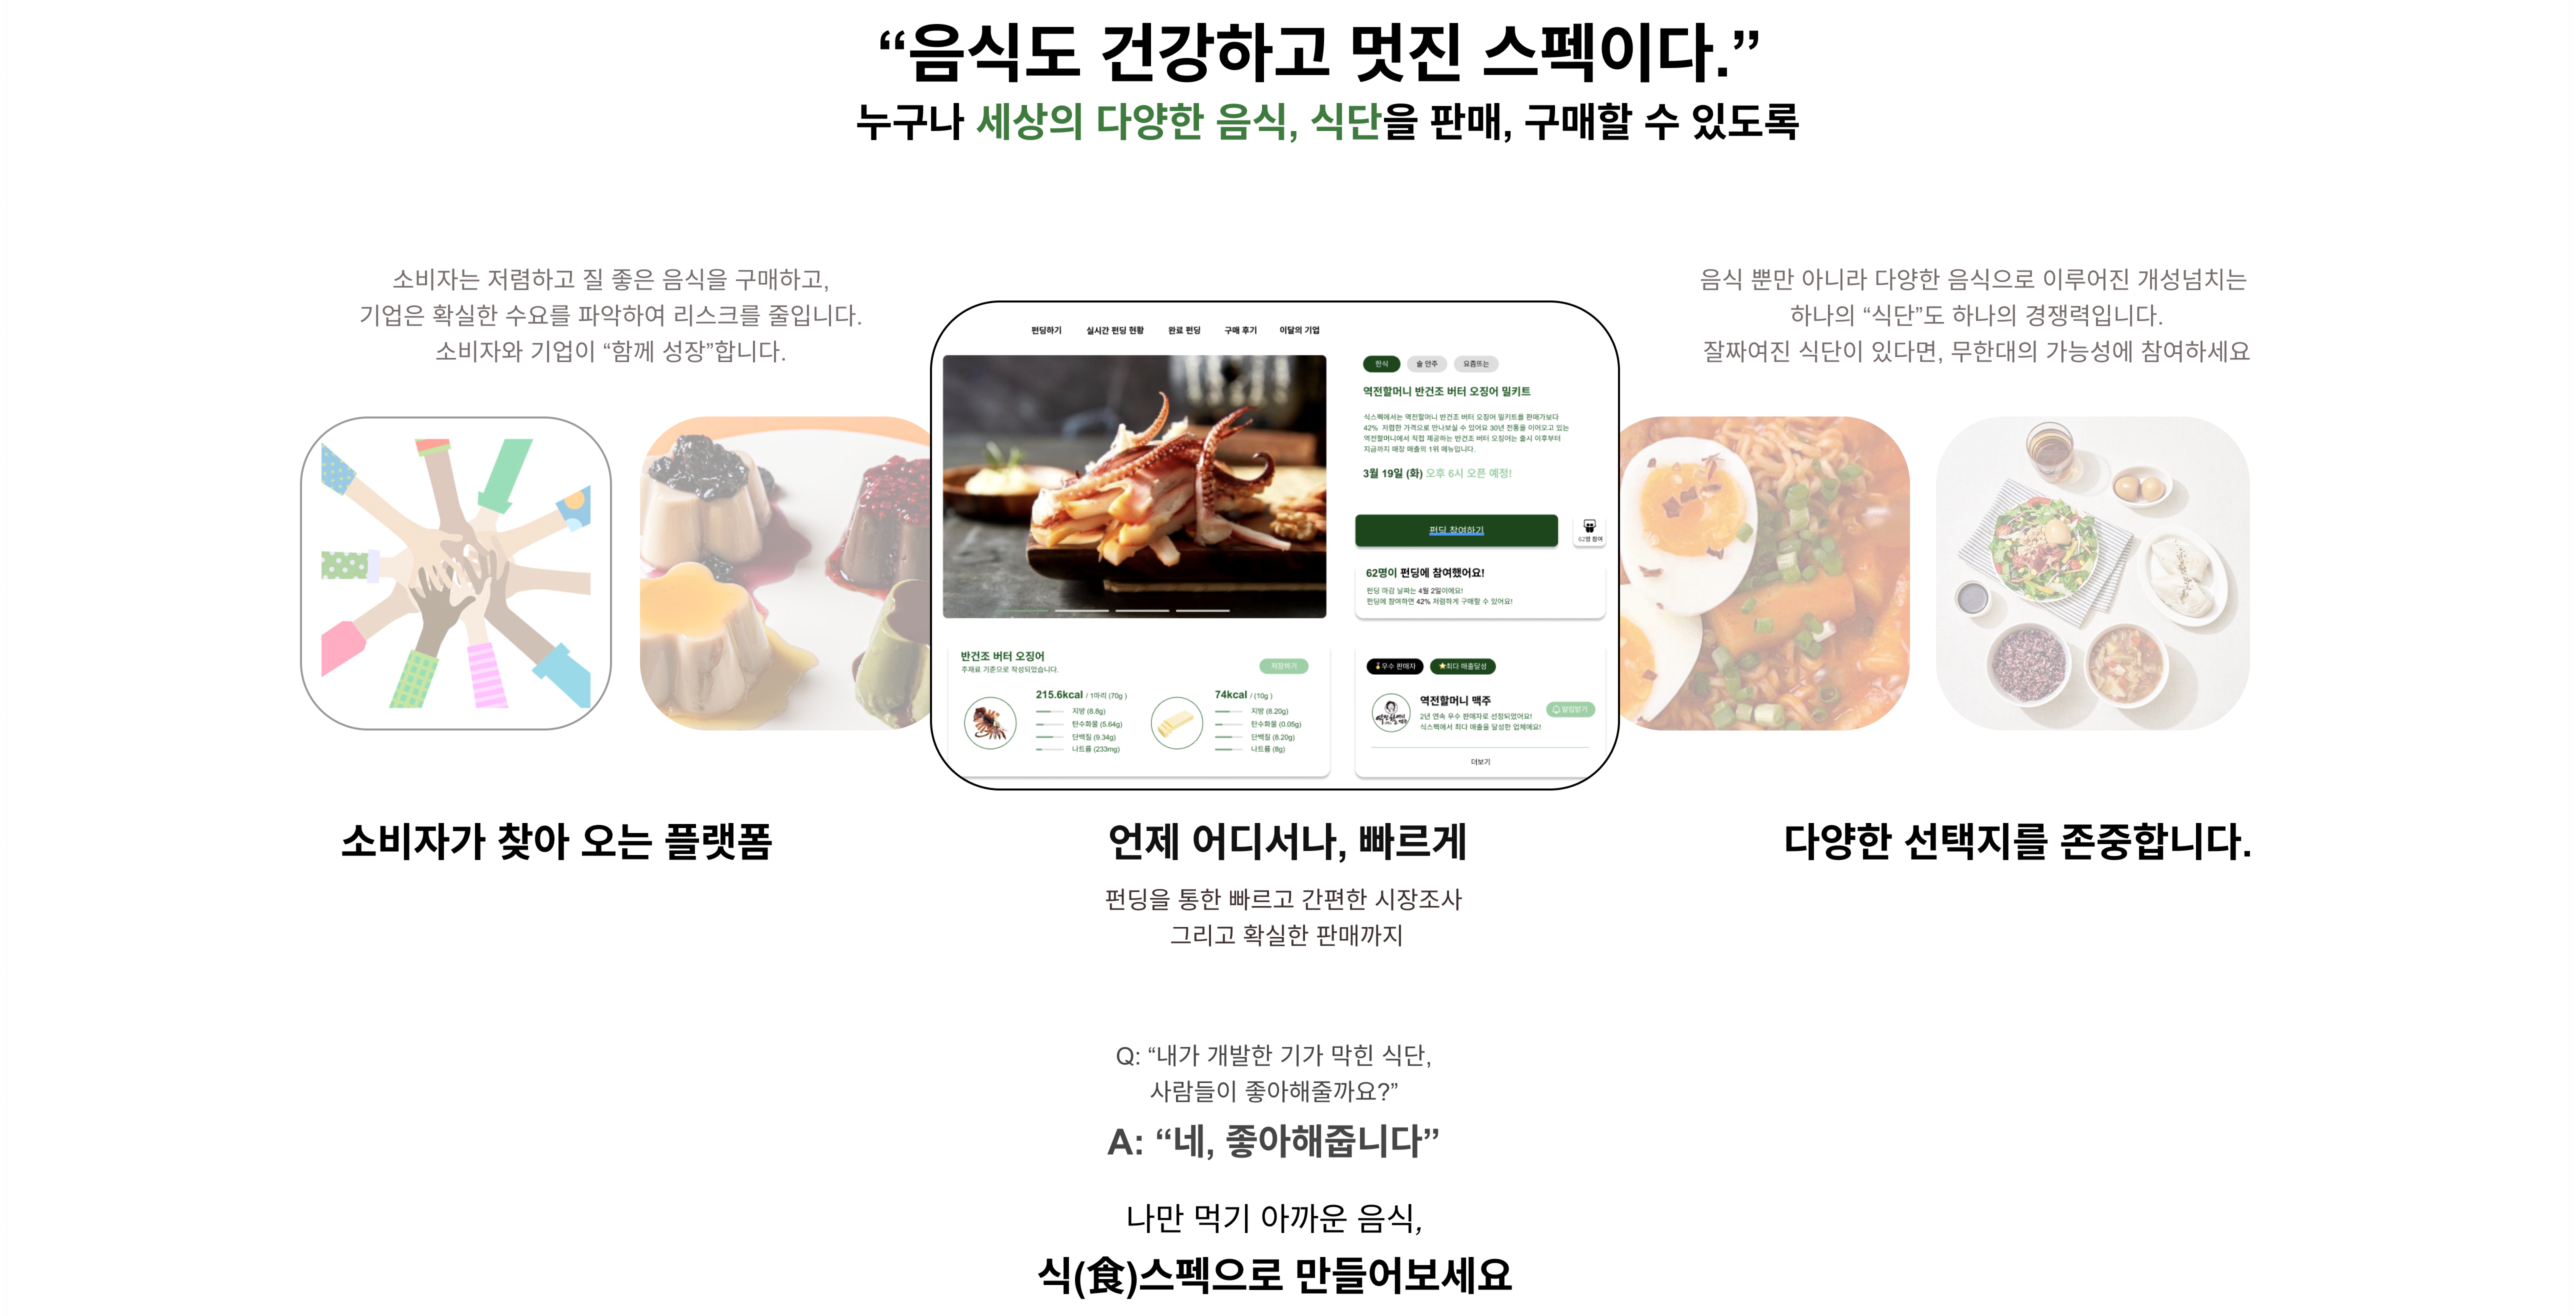 “음식도 건강하고 멋진 스펙이다.”
누구나 세상의 다양한 음식, 식단을 판매, 구매할 수 있도록
소비자는 저렴하고 질 좋은 음식을 구매하고,
기업은 확실한 수요를 파악하여 리스크를 줄입니다.
소비자와 기업이 “함께 성장”합니다.
소비자가 찾아 오는 플랫폼
펀딩하기 실시간 펀딩 현황 완료 펀딩 구매 후기 이달의 기업
한식 술 안주 요즘뜨는
역전할머니 반건조 버터 오징어 밀키트
식스펙에서는 역전할머니 반건조 버터 오징어 밀키트를 판매가보다
42% 저렴한 가격으로 만나보실 수 있어요 30년 전통을 이어오고 있는
역전할머니에서 직접 제공하는 반건조 버터 오징어는 출시 이후부터
지금까지 매장 매출의 1위 메뉴입니다.
3월 19일 (화) 오후 6시 오픈 예정!
펀딩 참여하기
62명 참여
62명이 펀딩에 참여했어요!
펀딩 마감 날짜는 4월 2일이에요!
펀딩에 참여하면 42% 저렴하게 구매할 수 있어요!
반건조 버터 오징어
주재료 기준으로 작성되었습니다.
저장하기
215.6kcal / 1마리 (70g )
지방 (8.8g)
탄수화물 (5.64g)
단백질 (9.34g)
나트륨 (233mg)
74kcal / (10g )
지방 (8.20g)
탄수화물 (0.05g)
단백질 (8.20g)
나트륨 (8g)
우수 판매자 최다 매출달성
역전할머니 맥주
2년 연속 우수 판매자로 선정되었어요!
식스펙에서 최다 매출을 달성한 업체에요!
알림받기
더보기
언제 어디서나, 빠르게
펀딩을 통한 빠르고 간편한 시장조사
그리고 확실한 판매까지
음식 뿐만 아니라 다양한 음식으로 이루어진 개성넘치는
하나의 “식단”도 하나의 경쟁력입니다.
잘짜여진 식단이 있다면, 무한대의 가능성에 참여하세요
다양한 선택지를 존중합니다.
Q: “내가 개발한 기가 막힌 식단,
사람들이 좋아해줄까요?”
A: “네, 좋아해줍니다”
나만 먹기 아까운 음식,
식(食)스펙으로 만들어보세요